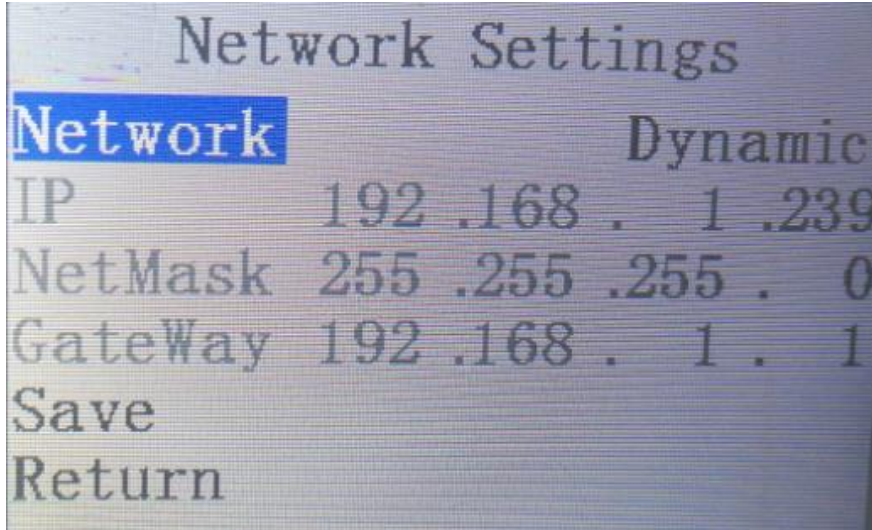 Network Settings
Network Dynamic
IP 192 .168 . 1 .239
NetMask 255 .255 .255 . 0
GateWay 192 .168 . 1 . 1
Save
Return